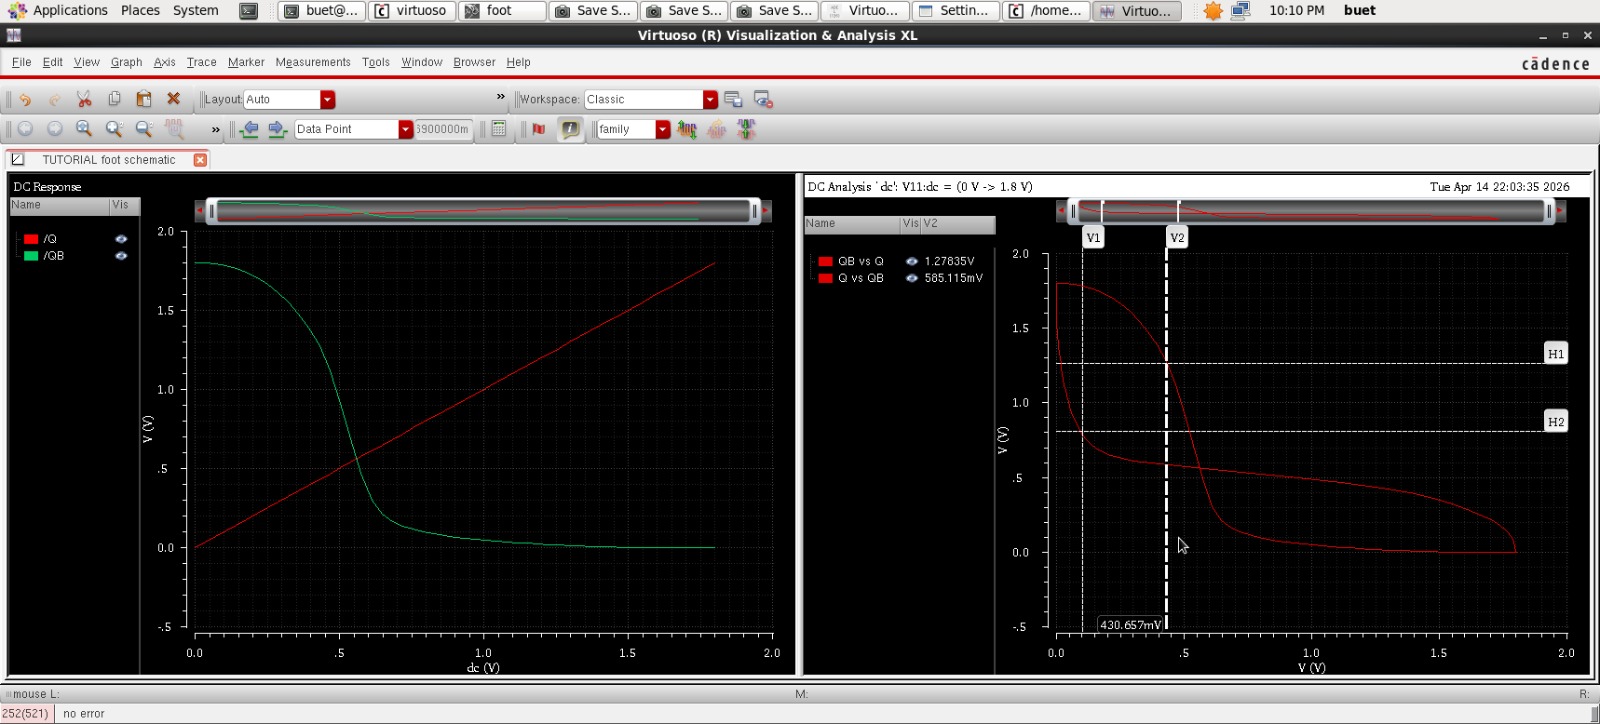 Applications Places System buet@... virtuoso foot Save S... Save S... Save S... Virtuo... Settin... /home... Virtuo... 10:10 PM buet
Virtuoso (R) Visualization & Analysis XL
File Edit View Graph Axis Trace Marker Measurements Tools Window Browser Help
cādence
Layout: Auto » Workspace: Classic
» Data Point 3900000m family
TUTORIAL foot schematic
DC Response
Name Vis
/Q
/QB
2.0
1.5
1.0
.5
0.0
-.5
V (V)
0.0 .5 1.0 1.5 2.0
dc (V)
DC Analysis `dc': V11:dc = (0 V -> 1.8 V) Tue Apr 14 22:03:35 2026
Name Vis V2
QB vs Q 1.27835V
Q vs QB 585.115mV
V1 V2
H1
H2
2.0
1.5
1.0
.5
0.0
-.5
V (V)
430.657mV
0.0 .5 1.0 1.5 2.0
V (V)
mouse L: M: R:
252(521) no error